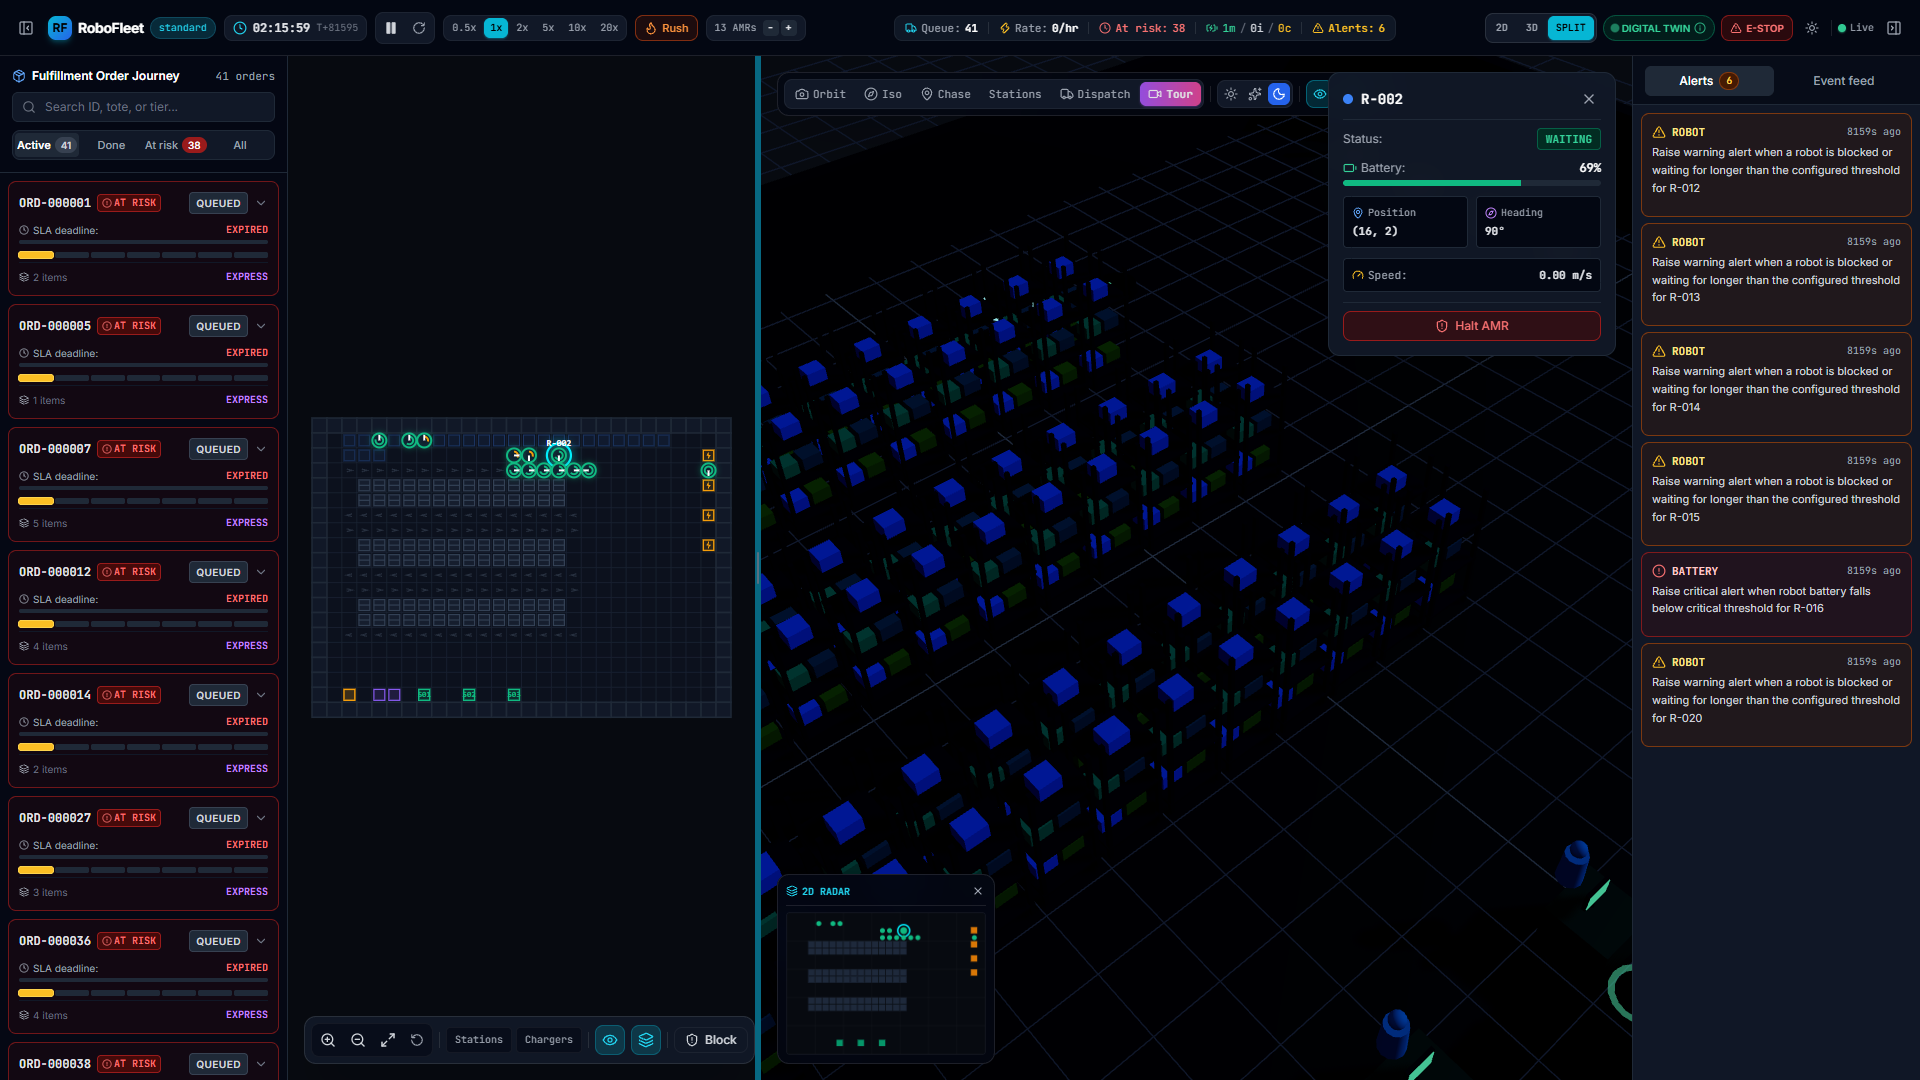 RF RoboFleet standard 02:15:59 T+81595 0.5x 1x 2x 5x 10x 20x Rush 13 AMRs - + Queue: 41 Rate: 0/hr At risk: 38 1m / 0i / 0c Alerts: 6 2D 3D SPLIT DIGITAL TWIN E-STOP Live
Fulfillment Order Journey 41 orders
Search ID, tote, or tier...
Active 41 Done At risk 38 All
ORD-000001 AT RISK QUEUED
SLA deadline: EXPIRED
2 items EXPRESS
ORD-000005 AT RISK QUEUED
SLA deadline: EXPIRED
1 items EXPRESS
ORD-000007 AT RISK QUEUED
SLA deadline: EXPIRED
5 items EXPRESS
ORD-000012 AT RISK QUEUED
SLA deadline: EXPIRED
4 items EXPRESS
ORD-000014 AT RISK QUEUED
SLA deadline: EXPIRED
2 items EXPRESS
ORD-000027 AT RISK QUEUED
SLA deadline: EXPIRED
3 items EXPRESS
ORD-000036 AT RISK QUEUED
SLA deadline: EXPIRED
4 items EXPRESS
ORD-000038 AT RISK QUEUED
R-002
S01 S02 S03
Stations Chargers Block
Orbit Iso Chase Stations Dispatch Tour
R-002
Status: WAITING
Battery: 69%
Position
(16, 2)
Heading
90°
Speed: 0.00 m/s
Halt AMR
2D RADAR
Alerts 6 Event feed
ROBOT 8159s ago
Raise warning alert when a robot is blocked or
waiting for longer than the configured threshold
for R-012
ROBOT 8159s ago
Raise warning alert when a robot is blocked or
waiting for longer than the configured threshold
for R-013
ROBOT 8159s ago
Raise warning alert when a robot is blocked or
waiting for longer than the configured threshold
for R-014
ROBOT 8159s ago
Raise warning alert when a robot is blocked or
waiting for longer than the configured threshold
for R-015
BATTERY 8159s ago
Raise critical alert when robot battery falls
below critical threshold for R-016
ROBOT 8159s ago
Raise warning alert when a robot is blocked or
waiting for longer than the configured threshold
for R-020